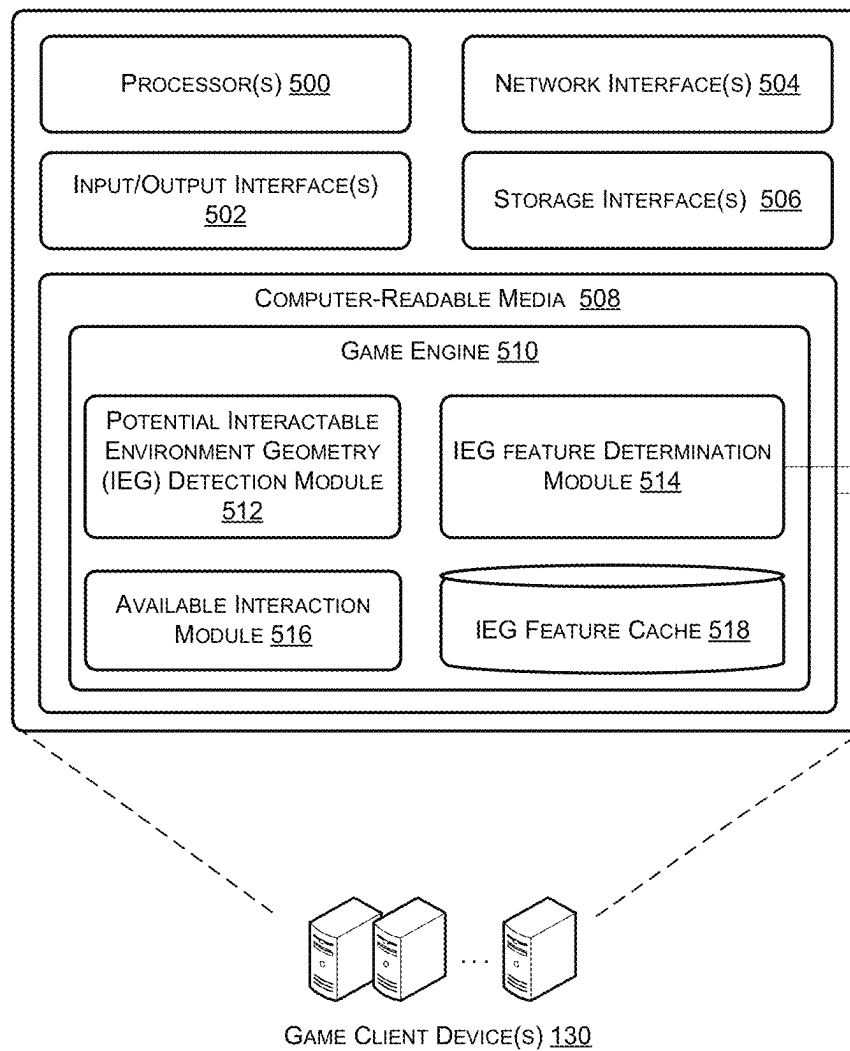 PROCESSOR(S) 500
NETWORK INTERFACE(S) 504
INPUT/OUTPUT INTERFACE(S)
502
STORAGE INTERFACE(S) 506
COMPUTER-READABLE MEDIA 508
GAME ENGINE 510
POTENTIAL INTERACTABLE
ENVIRONMENT GEOMETRY
(IEG) DETECTION MODULE
512
IEG FEATURE DETERMINATION
MODULE 514
AVAILABLE INTERACTION
MODULE 516
IEG FEATURE CACHE 518
...
GAME CLIENT DEVICE(S) 130